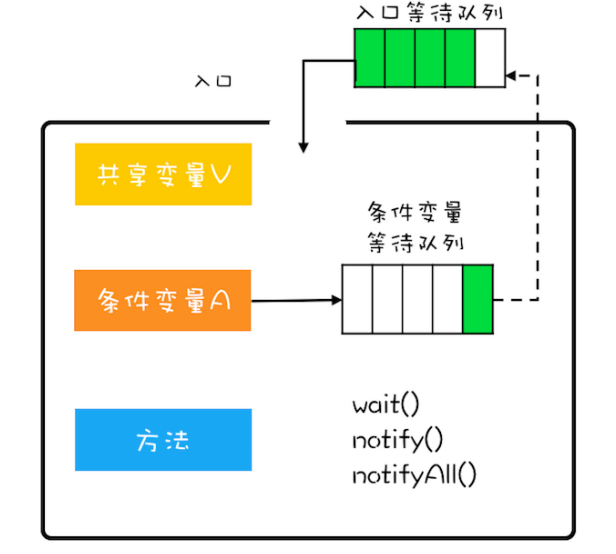 入口等待队列
入口
共享变量V
条件变量
等待队列
条件变量A
方法
wait()
notify()
notifyAll()